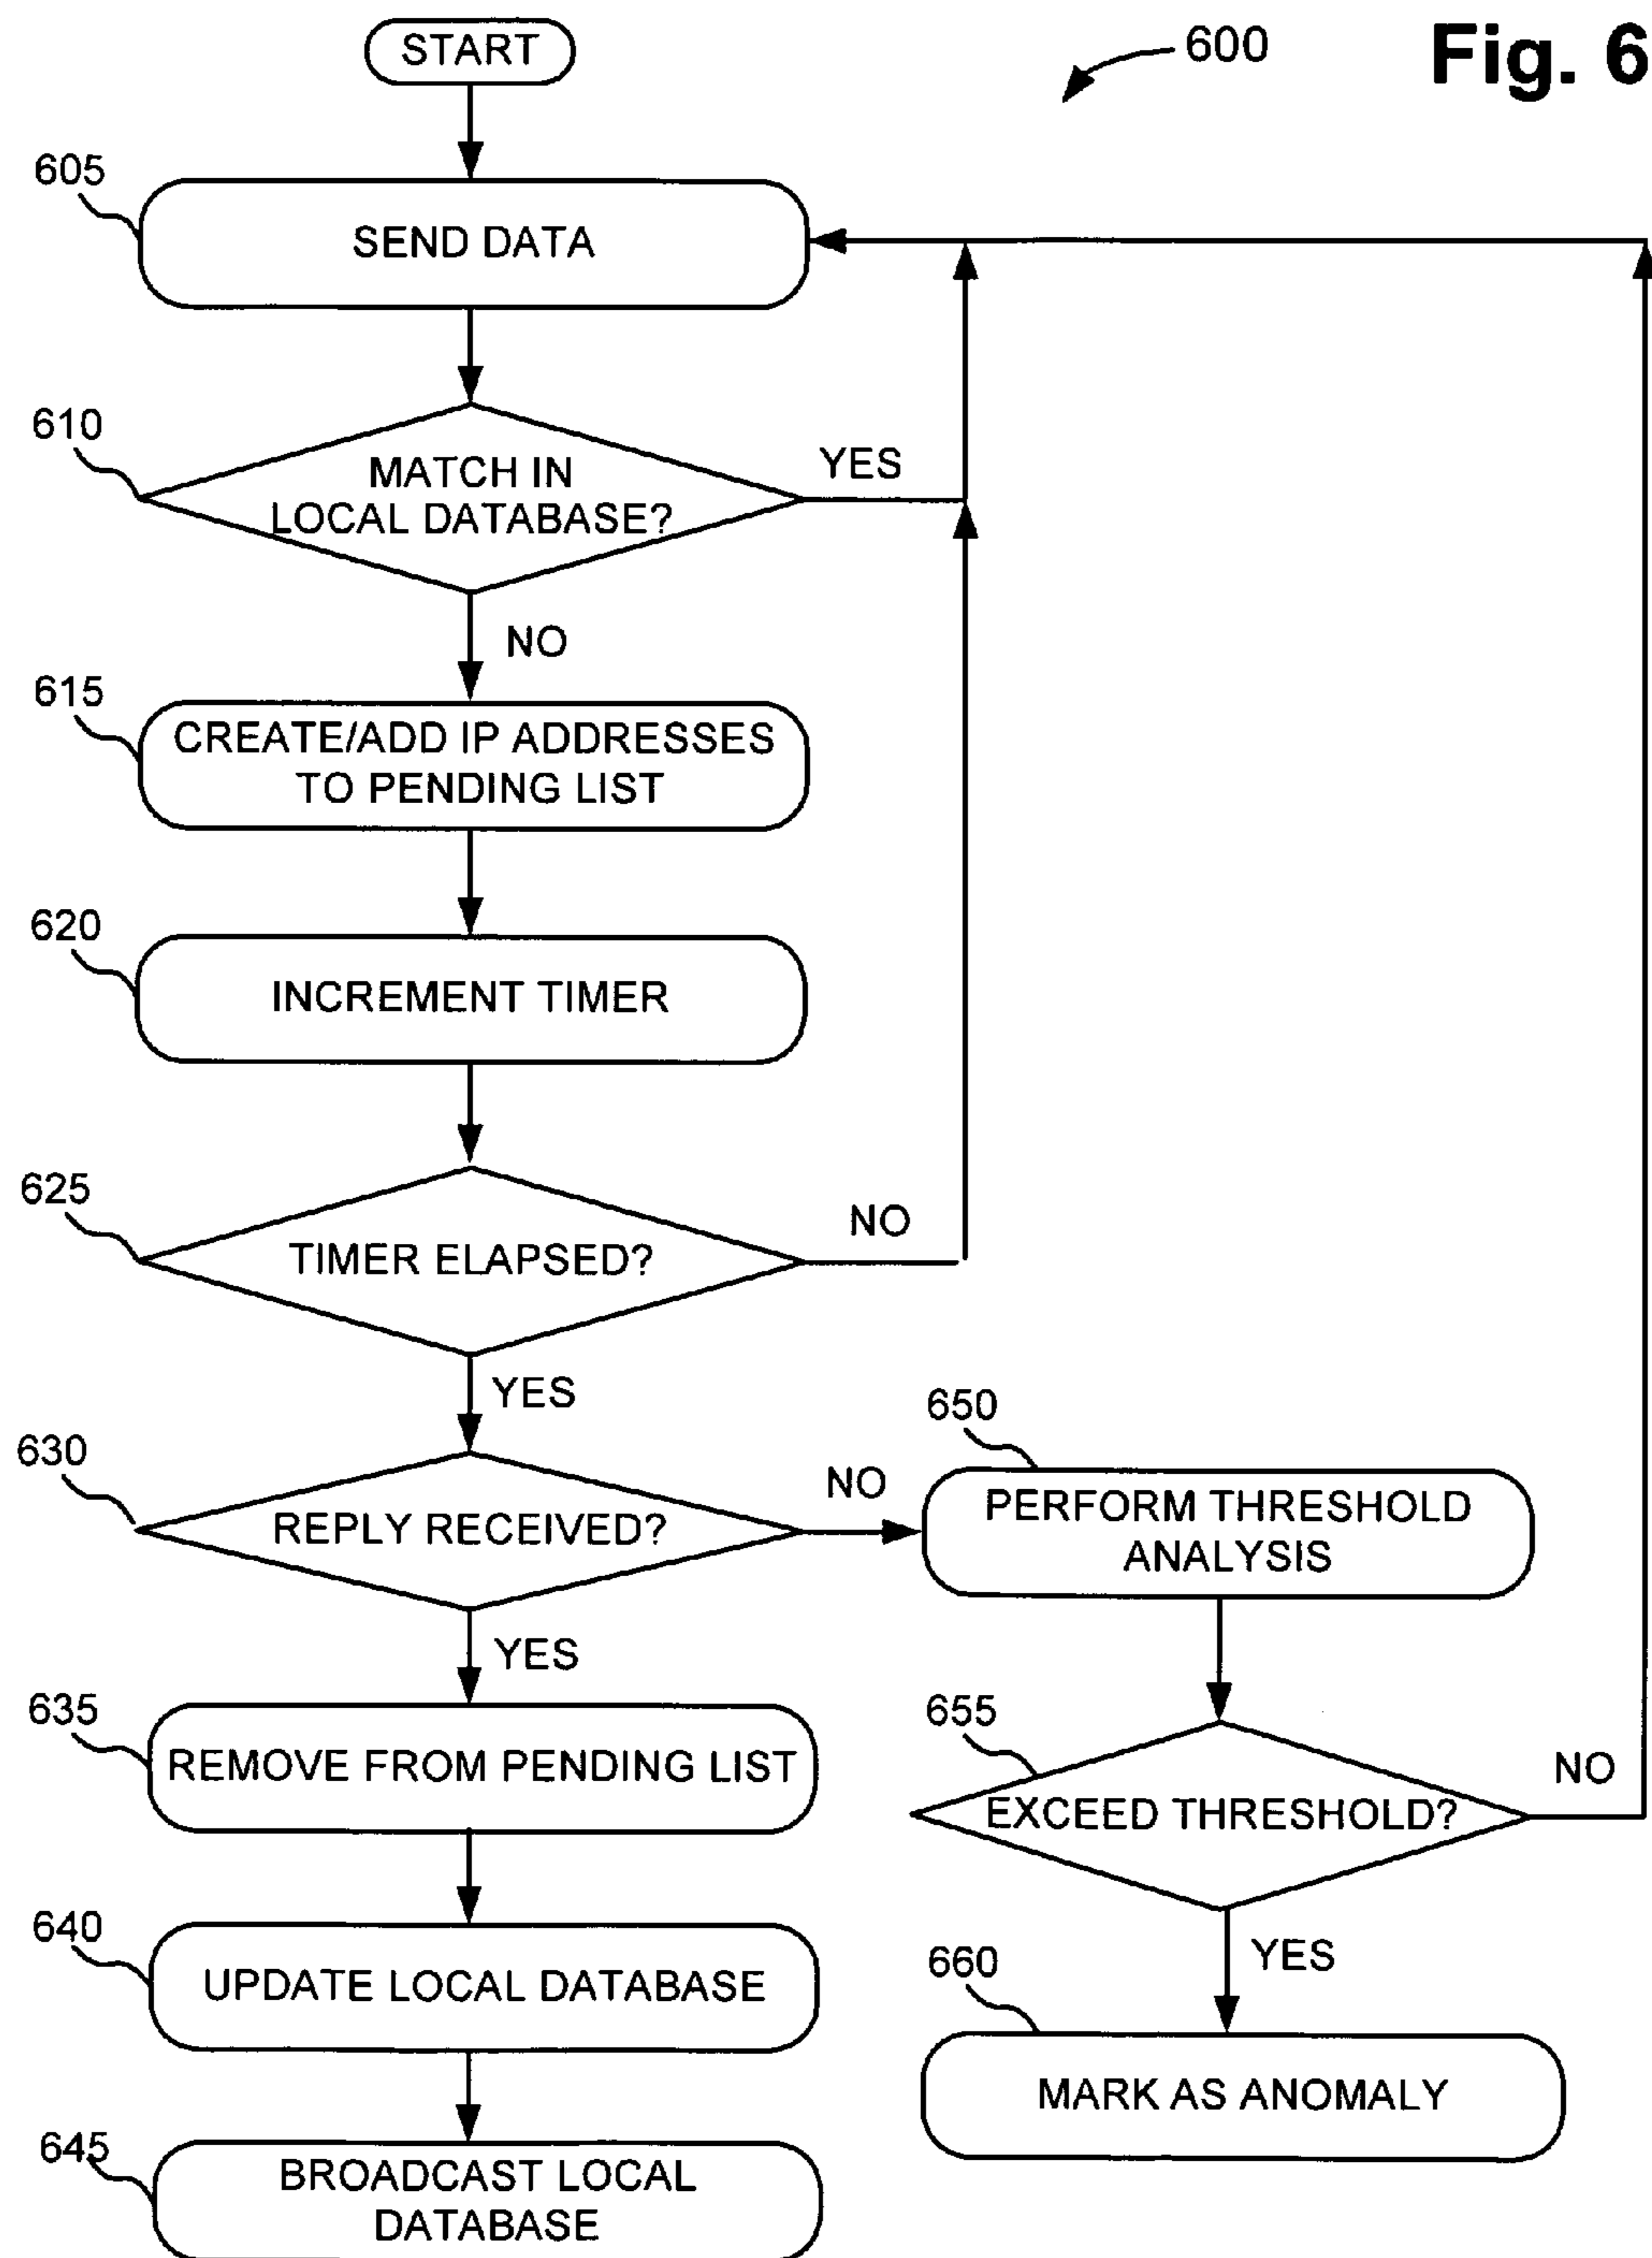 START
600
Fig. 6
605
SEND DATA
610
MATCH IN
LOCAL DATABASE?
YES
NO
615
CREATE/ADD IP ADDRESSES
TO PENDING LIST
620
INCREMENT TIMER
625
TIMER ELAPSED?
NO
YES
630
REPLY RECEIVED?
NO
650
PERFORM THRESHOLD
ANALYSIS
YES
635
REMOVE FROM PENDING LIST
655
EXCEED THRESHOLD?
NO
640
UPDATE LOCAL DATABASE
YES
660
MARK AS ANOMALY
645
BROADCAST LOCAL
DATABASE